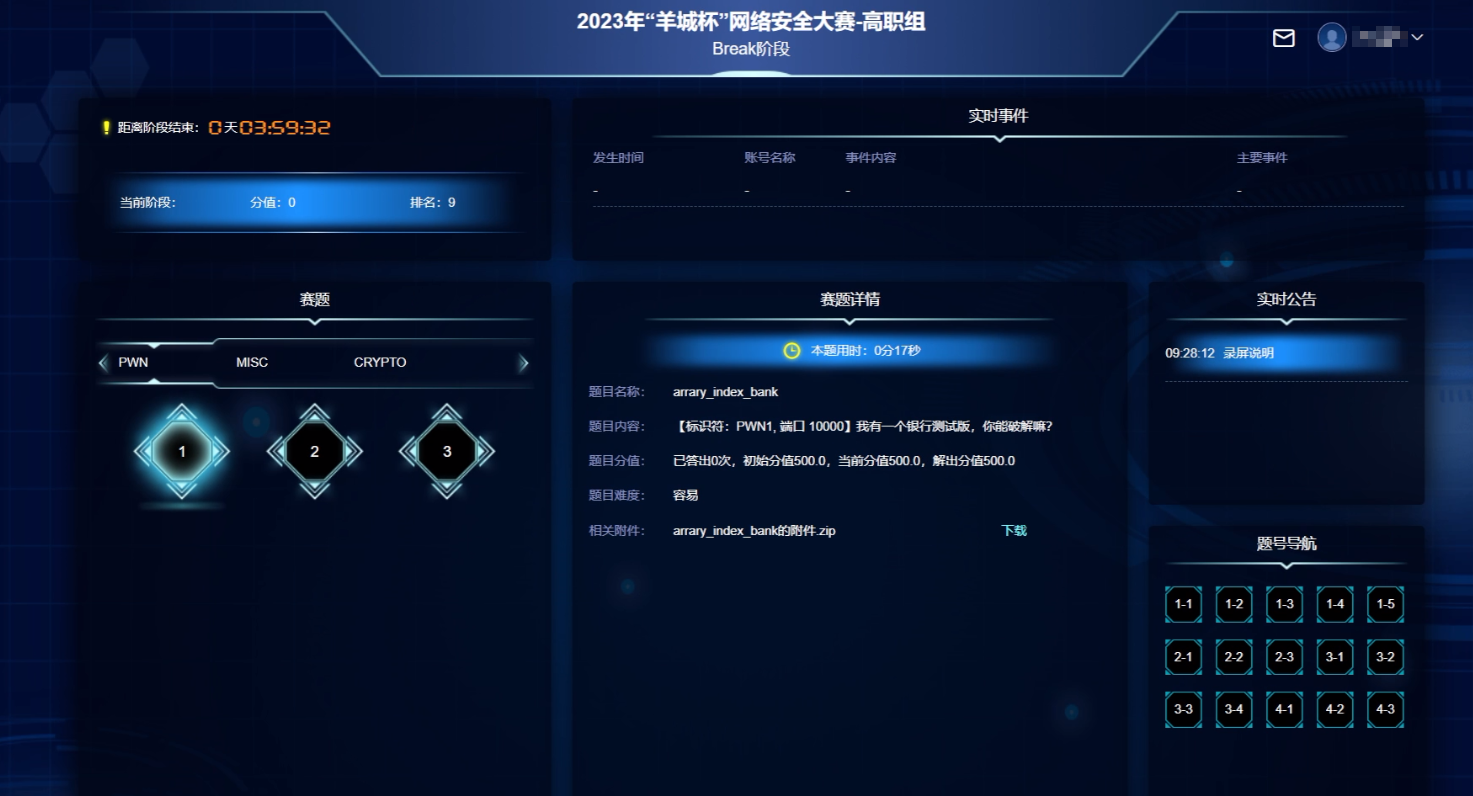 2023年“羊城杯”网络安全大赛-高职组
Break阶段
距离阶段结束：0天03:59:32
当前阶段： 分值：0 排名：9
实时事件
发生时间 账号名称 事件内容 主要事件
- - - -
赛题
PWN MISC CRYPTO
1 2 3
赛题详情
本题用时：0分17秒
题目名称： arrary_index_bank
题目内容： 【标识符：PWN1, 端口 10000】我有一个银行测试版，你能破解嘛?
题目分值： 已答出0次，初始分值500.0，当前分值500.0，解出分值500.0
题目难度： 容易
相关附件： arrary_index_bank的附件.zip 下载
实时公告
09:28:12 录屏说明
题号导航
1-1 1-2 1-3 1-4 1-5
2-1 2-2 2-3 3-1 3-2
3-3 3-4 4-1 4-2 4-3